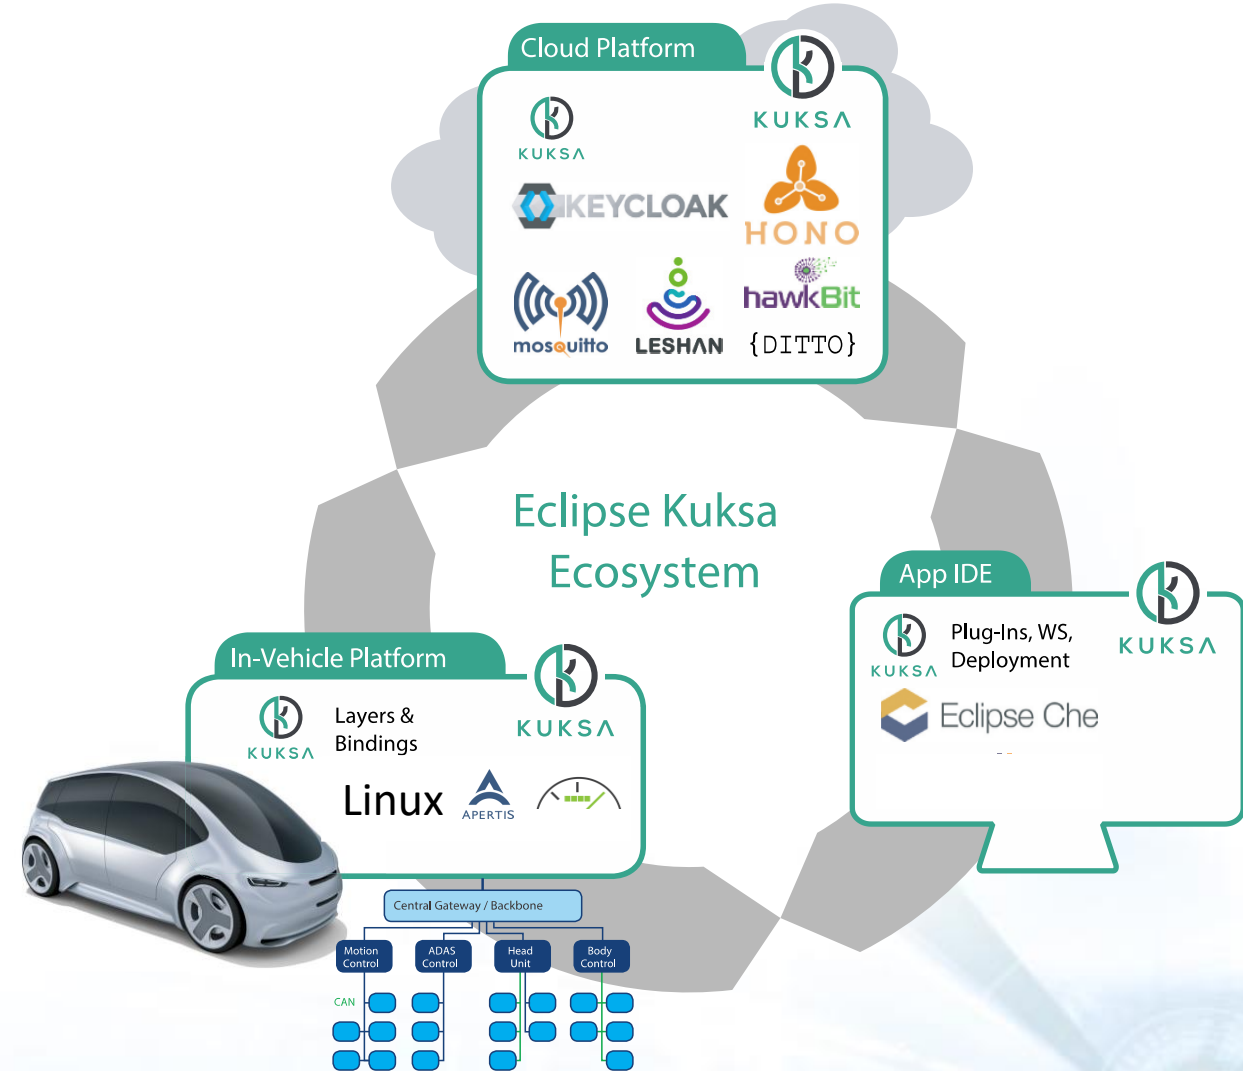 Cloud Platform
KUKSA
KUKSA
KEYCLOAK
HONO
mosquitto
LESHAN
hawkBit
{DITTO}
Eclipse Kuksa
Ecosystem
App IDE
KUKSA
KUKSA
Plug-Ins, WS,
Deployment
Eclipse Che
In-Vehicle Platform
KUKSA
KUKSA
Layers &
Bindings
Linux
APERTIS
Central Gateway / Backbone
Motion
Control
ADAS
Control
Head
Unit
Body
Control
CAN